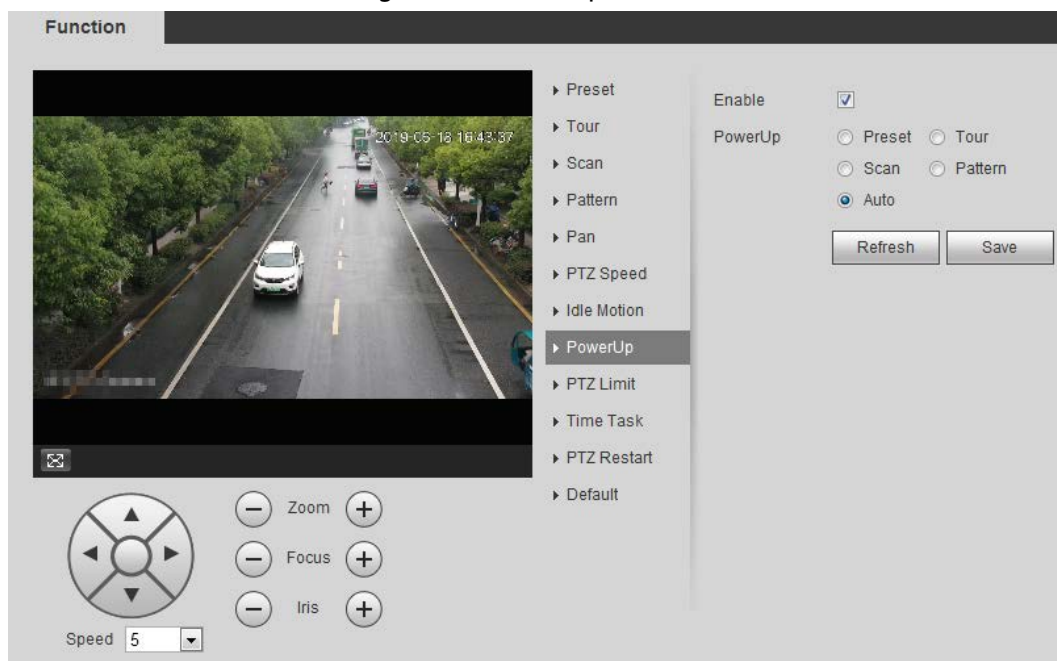 Function
2019-05-18 16:43:37
Preset
Tour
Scan
Pattern
Pan
PTZ Speed
Idle Motion
PowerUp
PTZ Limit
Time Task
PTZ Restart
Default
Enable
PowerUp
Preset Tour
Scan Pattern
Auto
Refresh Save
Zoom
Focus
Iris
Speed 5